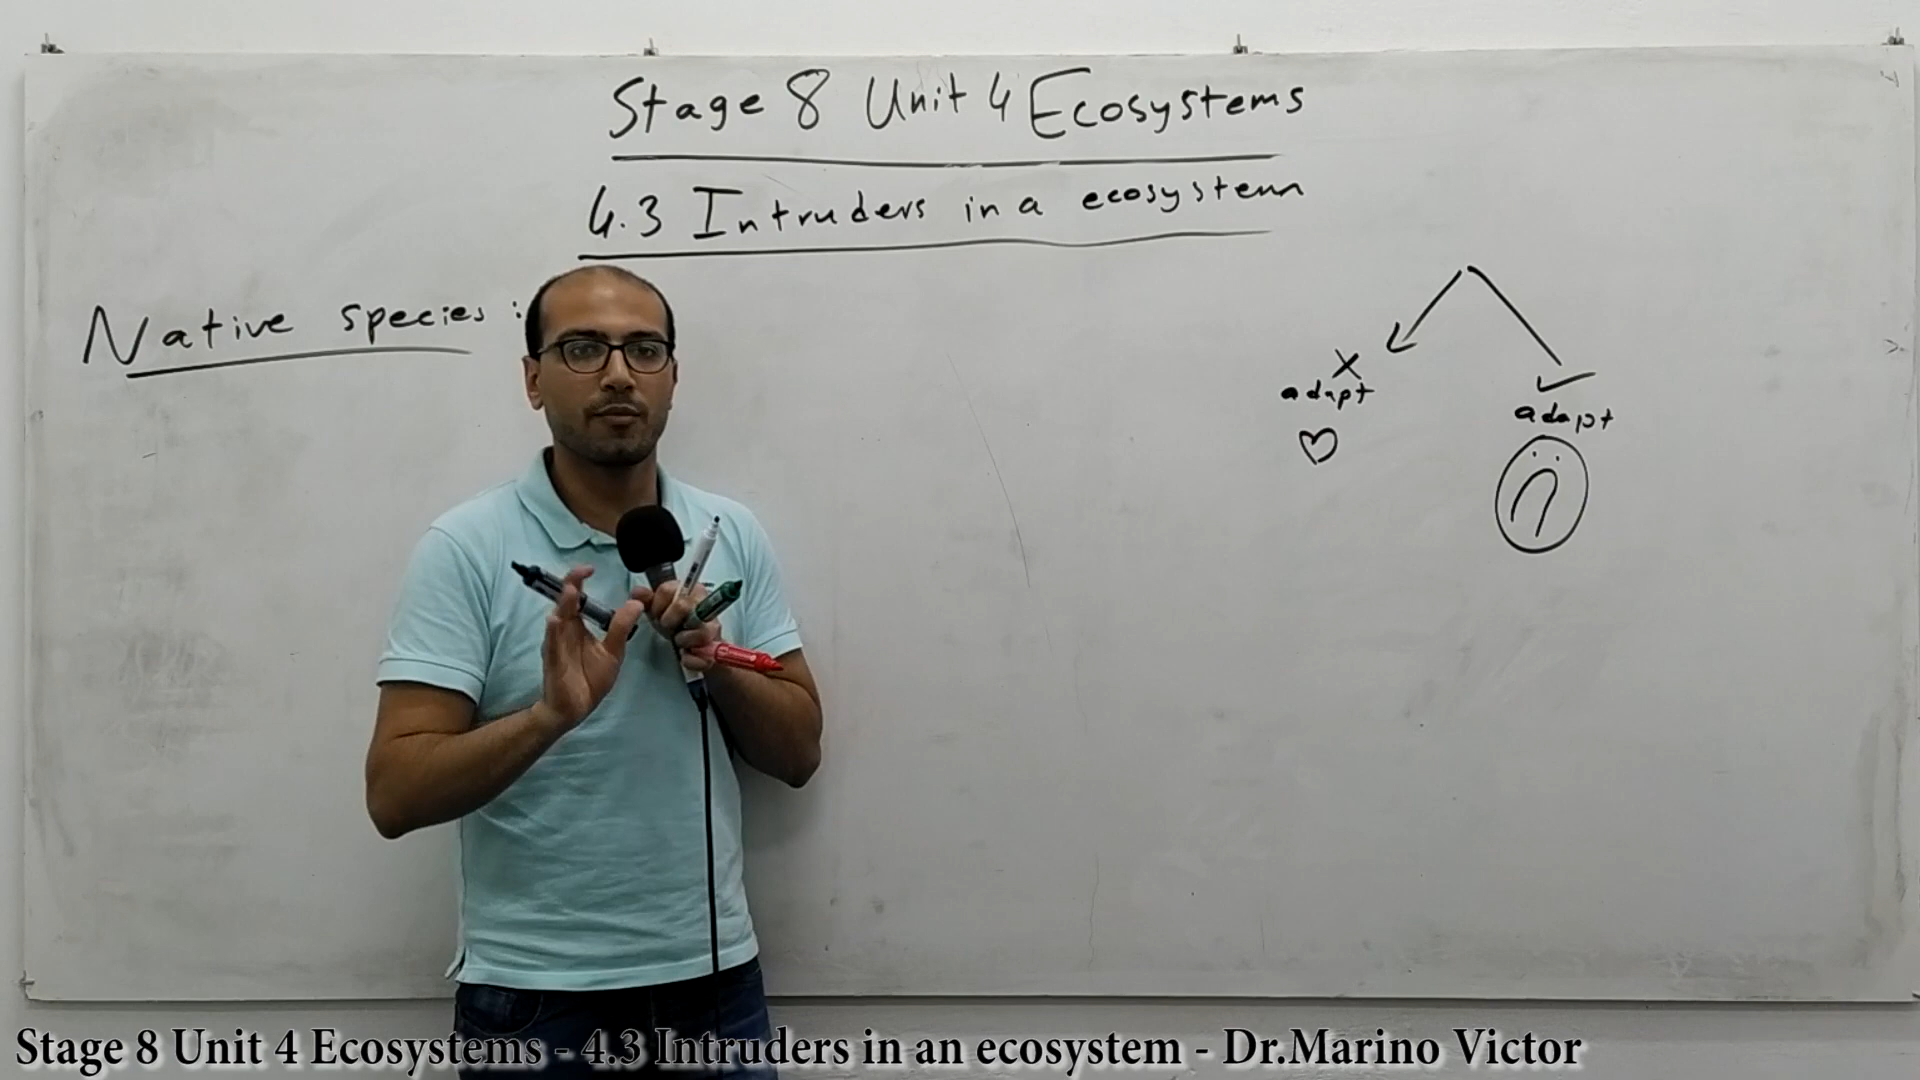 Stage 8 Unit 4 Ecosystems
4.3 Intruders in a ecosystem
Native species :
adapt
adapt
Stage 8 Unit 4 Ecosystems - 4.3 Intruders in an ecosystem - Dr.Marino Victor